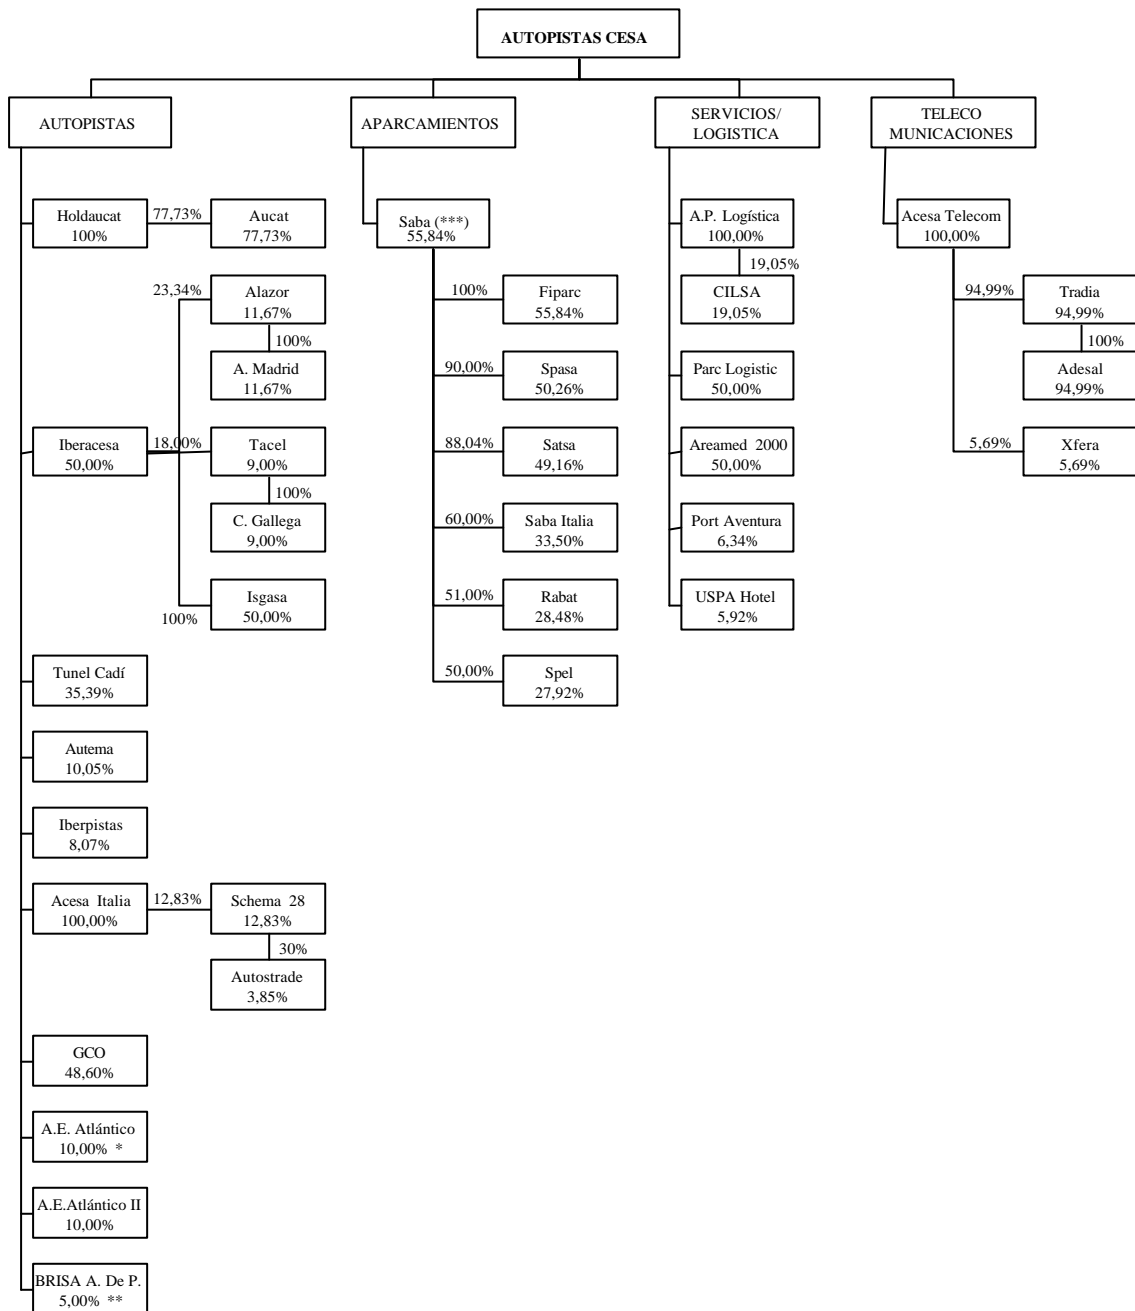 AUTOPISTAS CESA
AUTOPISTAS
APARCAMIENTOS
SERVICIOS/
LOGISTICA
TELECO
MUNICACIONES
Holdaucat
100%
77,73%
Aucat
77,73%
23,34%
Alazor
11,67%
100%
A. Madrid
11,67%
Iberacesa
50,00%
18,00%
Tacel
9,00%
100%
C. Gallega
9,00%
100%
Isgasa
50,00%
Tunel Cadí
35,39%
Autema
10,05%
Iberpistas
8,07%
Acesa Italia
100,00%
12,83%
Schema 28
12,83%
30%
Autostrade
3,85%
GCO
48,60%
A.E. Atlántico
10,00% *
A.E.Atlántico II
10,00%
BRISA A. De P.
5,00% **
Saba (***)
55,84%
100%
Fiparc
55,84%
90,00%
Spasa
50,26%
88,04%
Satsa
49,16%
60,00%
Saba Italia
33,50%
51,00%
Rabat
28,48%
50,00%
Spel
27,92%
A.P. Logística
100,00%
19,05%
CILSA
19,05%
Parc Logistic
50,00%
Areamed 2000
50,00%
Port Aventura
6,34%
USPA Hotel
5,92%
Acesa Telecom
100,00%
94,99%
Tradia
94,99%
100%
Adesal
94,99%
5,69%
Xfera
5,69%